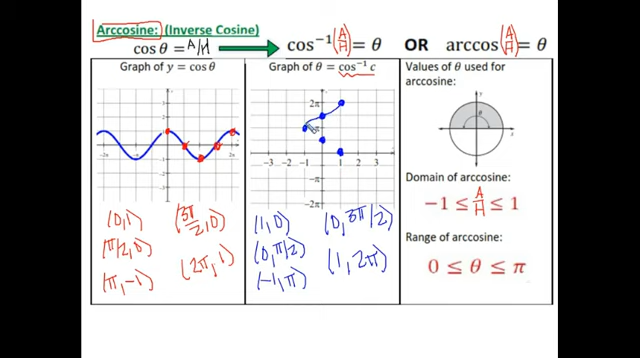 Arccosine: (Inverse Cosine)
cos θ = A/H
cos⁻¹(A/H) = θ OR arccos(A/H) = θ
Graph of y = cos θ
-2π -π π 2π
(0,1)
(π/2,0)
(π,-1)
(3π/2,0)
(2π,1)
Graph of θ = cos⁻¹ c
2π
-3 -2 -1 1 2 3
-π
-2π
(1,0)
(0,π/2)
(-1,π)
(0,3π/2)
(1,2π)
Values of θ used for
arccosine:
y
θ
x
Domain of arccosine:
-1 ≤ A/H ≤ 1
Range of arccosine:
0 ≤ θ ≤ π